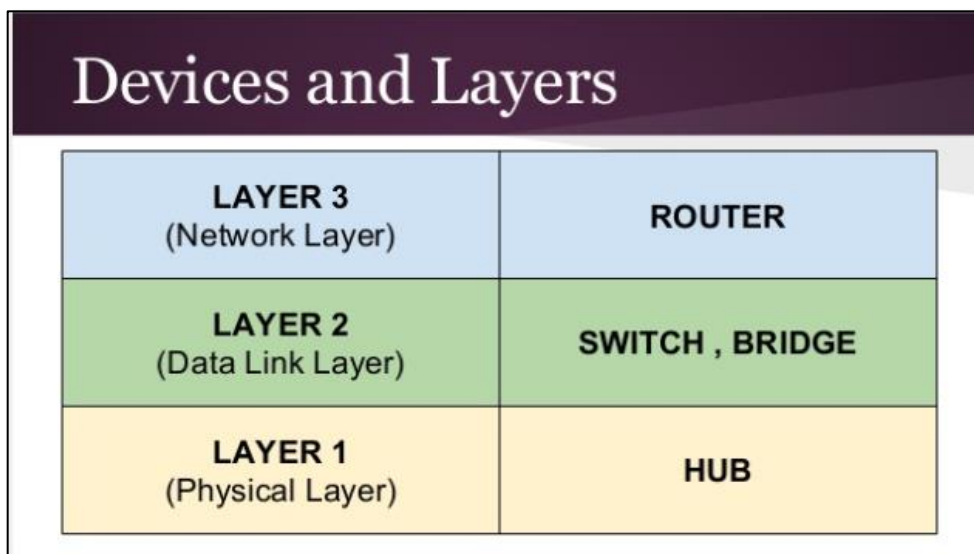 Devices and Layers
LAYER 3
(Network Layer)
ROUTER
LAYER 2
(Data Link Layer)
SWITCH , BRIDGE
LAYER 1
(Physical Layer)
HUB